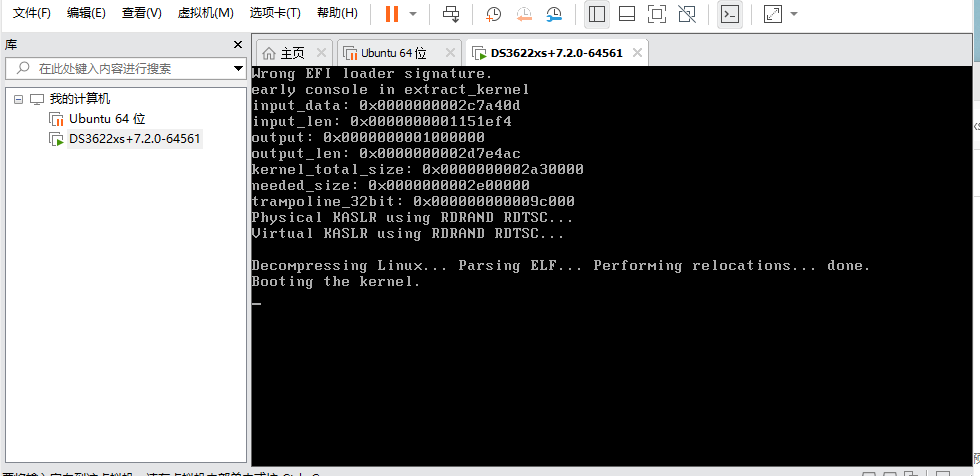 文件(F) 编辑(E) 查看(V) 虚拟机(M) 选项卡(T) 帮助(H)
库
在此处键入内容进行搜索
我的计算机
Ubuntu 64 位
DS3622xs+7.2.0-64561
主页 Ubuntu 64 位 DS3622xs+7.2.0-64561
Wrong EFI loader signature.
early console in extract_kernel
input_data: 0x0000000002c7a40d
input_len: 0x0000000001151ef4
output: 0x0000000001000000
output_len: 0x0000000002d7e4ac
kernel_total_size: 0x0000000002a30000
needed_size: 0x0000000002e00000
trampoline_32bit: 0x000000000009c000
Physical KASLR using RDRAND RDTSC...
Virtual KASLR using RDRAND RDTSC...
Decompressing Linux... Parsing ELF... Performing relocations... done.
Booting the kernel.